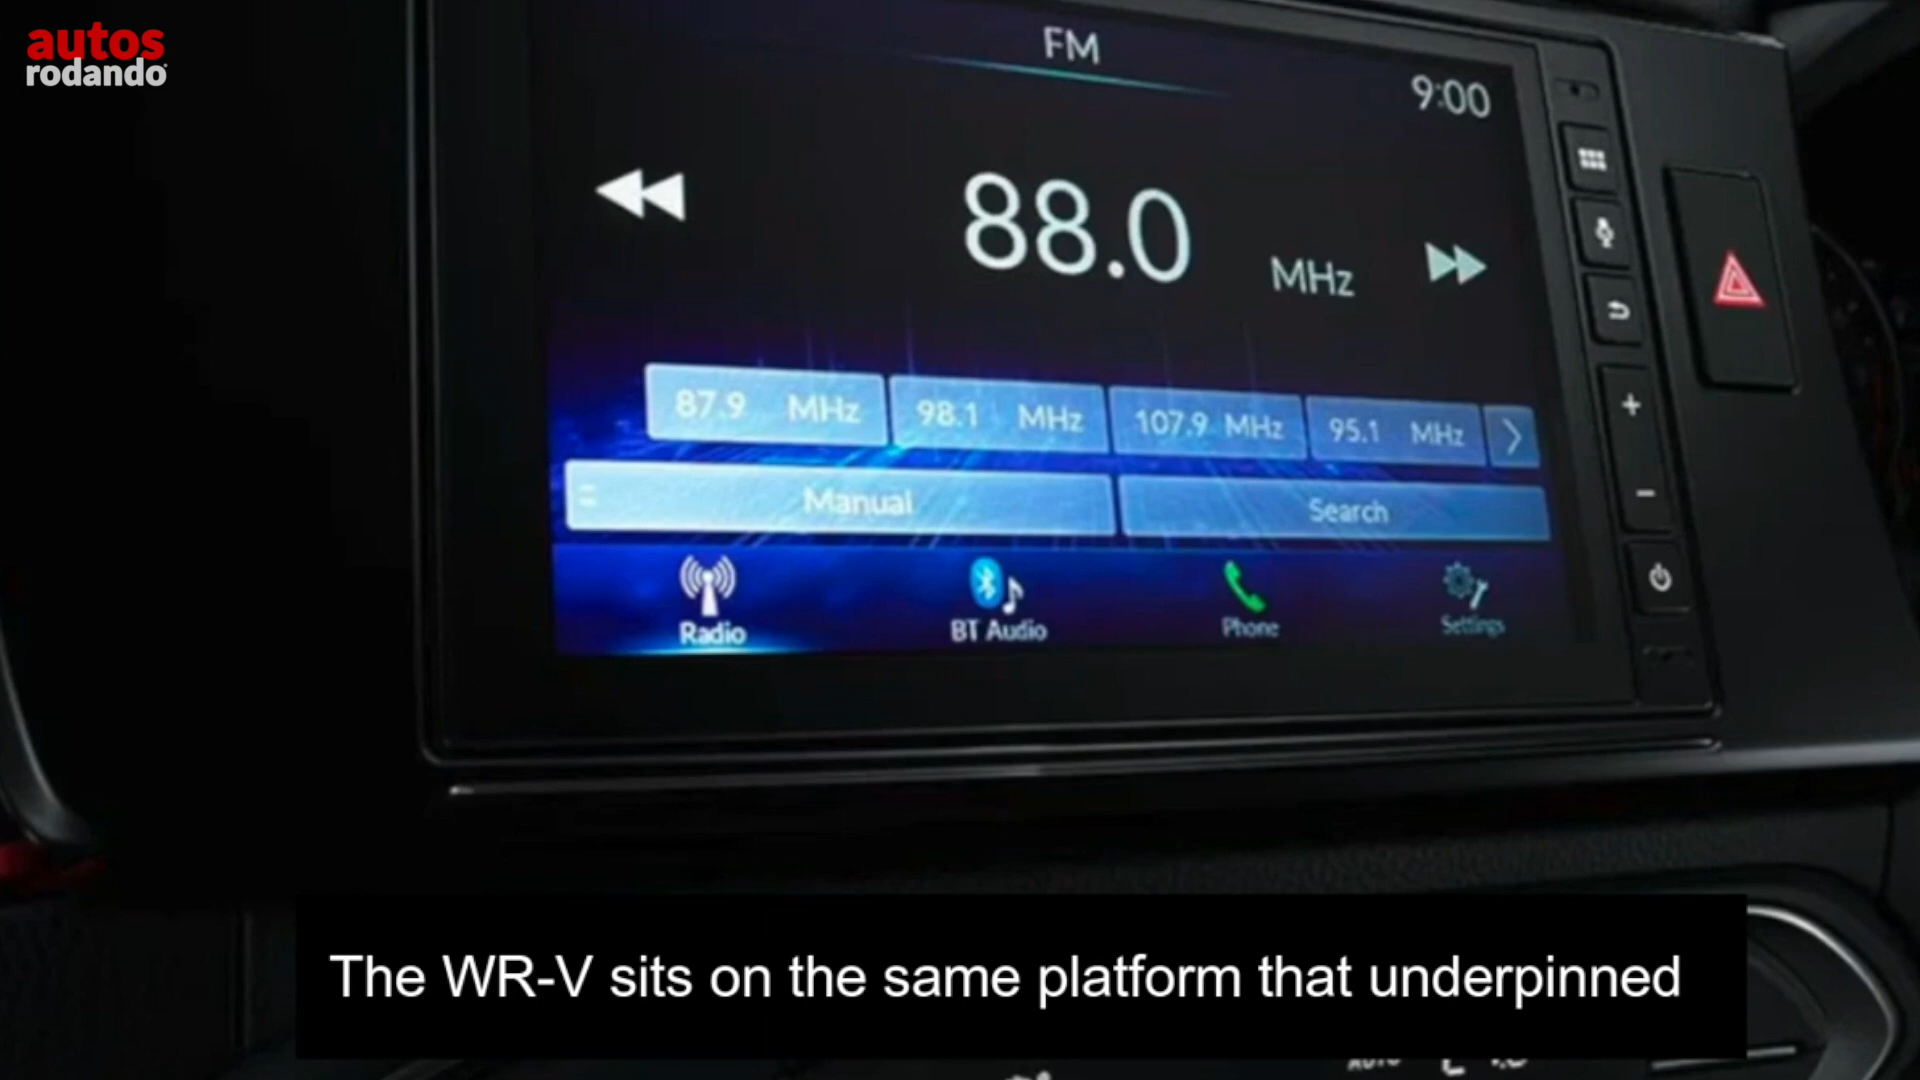 autos
rodando
FM
9:00
88.0 MHz
87.9 MHz 98.1 MHz 107.9 MHz 95.1 MHz
Manual Search
Radio BT Audio Phone Settings
The WR-V sits on the same platform that underpinned
AUTO